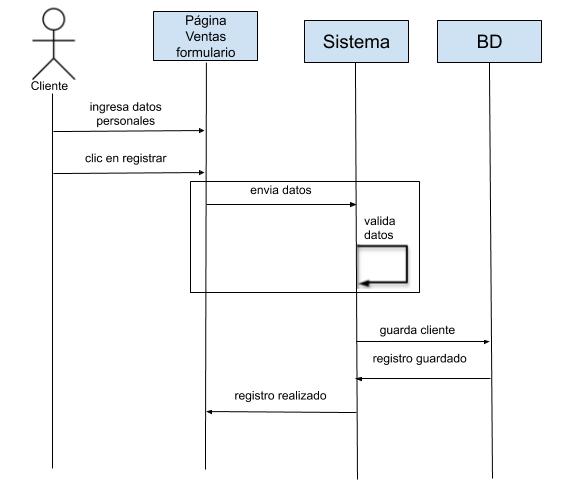 Página
Ventas
formulario
Sistema
BD
Cliente
ingresa datos
personales
clic en registrar
envia datos
valida
datos
guarda cliente
registro guardado
registro realizado